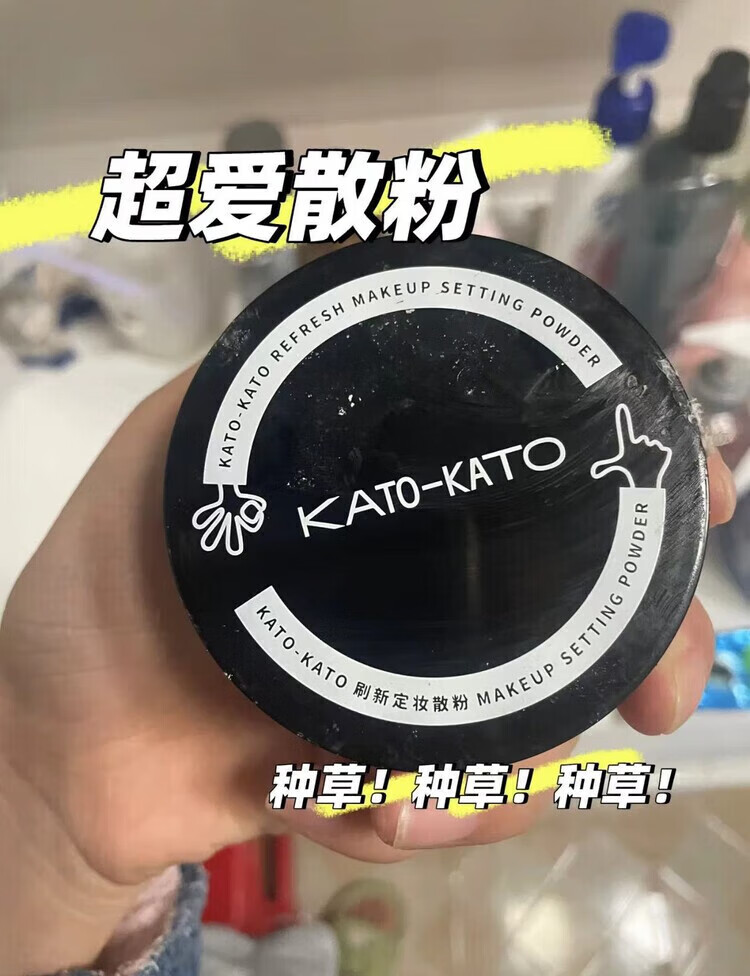 超爱散粉
KATO-KATO REFRESH MAKEUP SETTING POWDER
KATO-KATO
KATO-KATO 刷新定妆散粉 MAKEUP SETTING POWDER
种草! 种草! 种草!